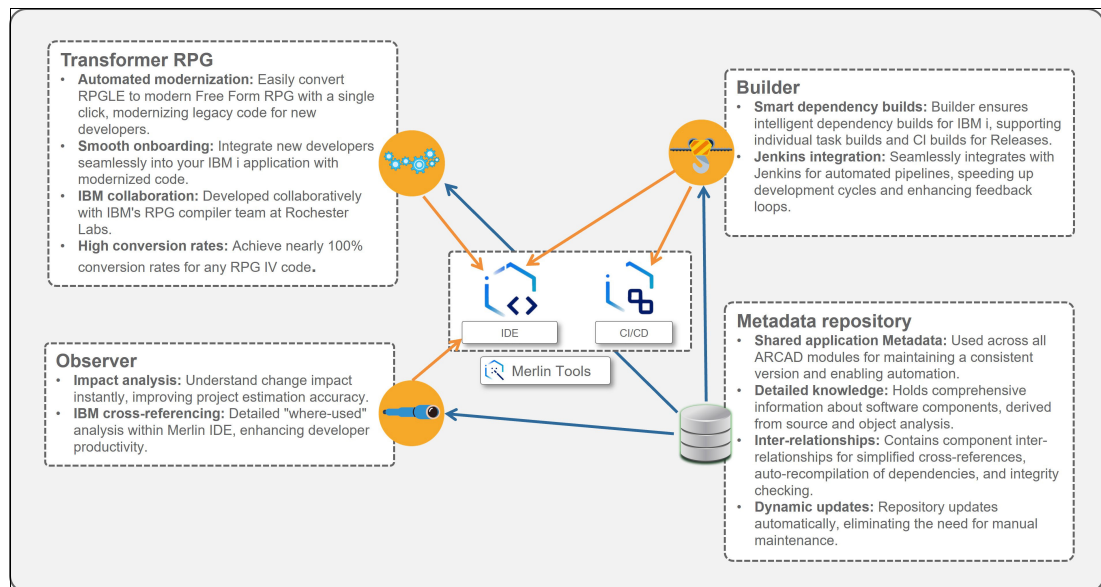 Transformer RPG
• Automated modernization: Easily convert
RPGLE to modern Free Form RPG with a single
click, modernizing legacy code for new
developers.
• Smooth onboarding: Integrate new developers
seamlessly into your IBM i application with
modernized code.
• IBM collaboration: Developed collaboratively
with IBM's RPG compiler team at Rochester
Labs.
• High conversion rates: Achieve nearly 100%
conversion rates for any RPG IV code.
Builder
• Smart dependency builds: Builder ensures
intelligent dependency builds for IBM i, supporting
individual task builds and CI builds for Releases.
• Jenkins integration: Seamlessly integrates with
Jenkins for automated pipelines, speeding up
development cycles and enhancing feedback
loops.
IDE
CI/CD
Merlin Tools
Observer
• Impact analysis: Understand change impact
instantly, improving project estimation accuracy.
• IBM cross-referencing: Detailed "where-used"
analysis within Merlin IDE, enhancing developer
productivity.
Metadata repository
• Shared application Metadata: Used across all
ARCAD modules for maintaining a consistent
version and enabling automation.
• Detailed knowledge: Holds comprehensive
information about software components, derived
from source and object analysis.
• Inter-relationships: Contains component inter-
relationships for simplified cross-references,
auto-recompilation of dependencies, and integrity
checking.
• Dynamic updates: Repository updates
automatically, eliminating the need for manual
maintenance.